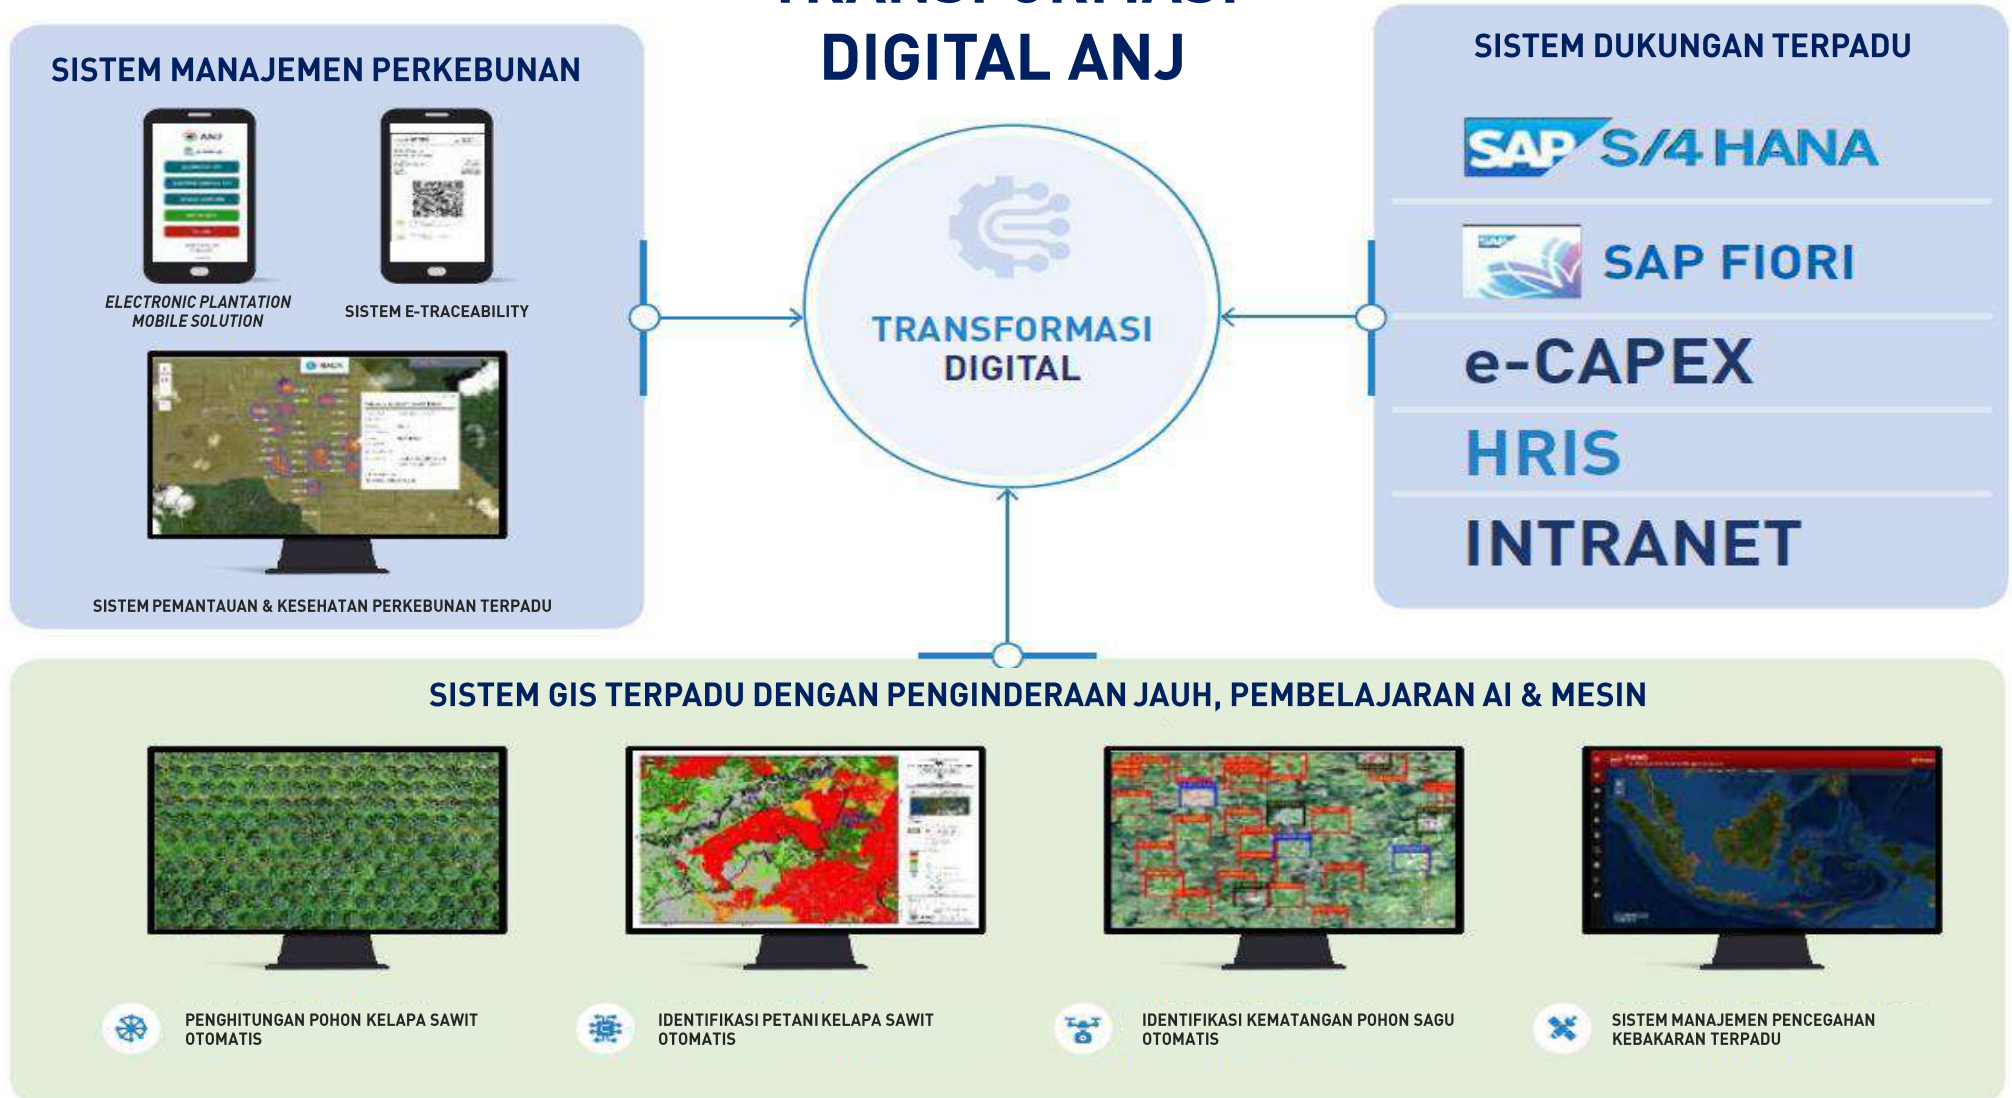 TRANSFORMASI
DIGITAL ANJ
SISTEM MANAJEMEN PERKEBUNAN
ANJ
ELECTRONIC PLANTATION
MOBILE SOLUTION
SISTEM E-TRACEABILITY
SISTEM PEMANTAUAN & KESEHATAN PERKEBUNAN TERPADU
TRANSFORMASI
DIGITAL
SISTEM DUKUNGAN TERPADU
SAP S/4 HANA
SAP
SAP FIORI
e-CAPEX
HRIS
INTRANET
SISTEM GIS TERPADU DENGAN PENGINDERAAN JAUH, PEMBELAJARAN AI & MESIN
PENGHITUNGAN POHON KELAPA SAWIT
OTOMATIS
IDENTIFIKASI PETANI KELAPA SAWIT
OTOMATIS
IDENTIFIKASI KEMATANGAN POHON SAGU
OTOMATIS
SISTEM MANAJEMEN PENCEGAHAN
KEBAKARAN TERPADU